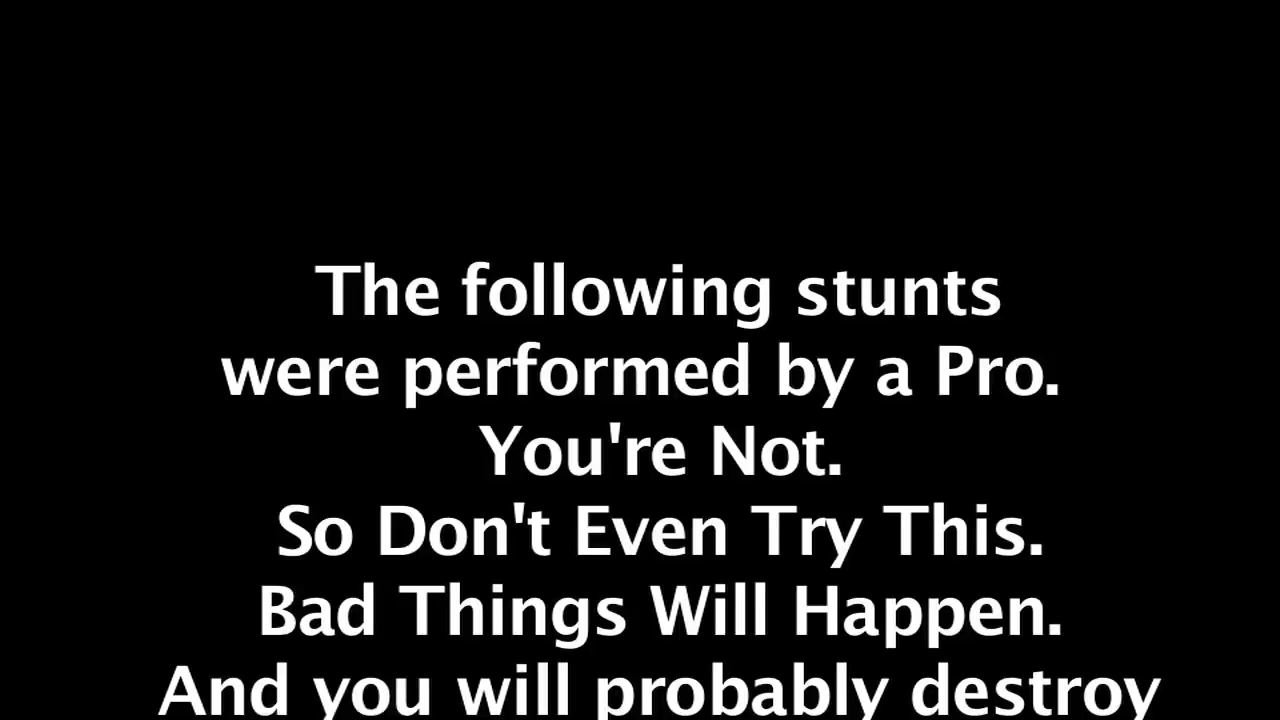 The following stunts
were performed by a Pro.
You're Not.
So Don't Even Try This.
Bad Things Will Happen.
And you will probably destroy